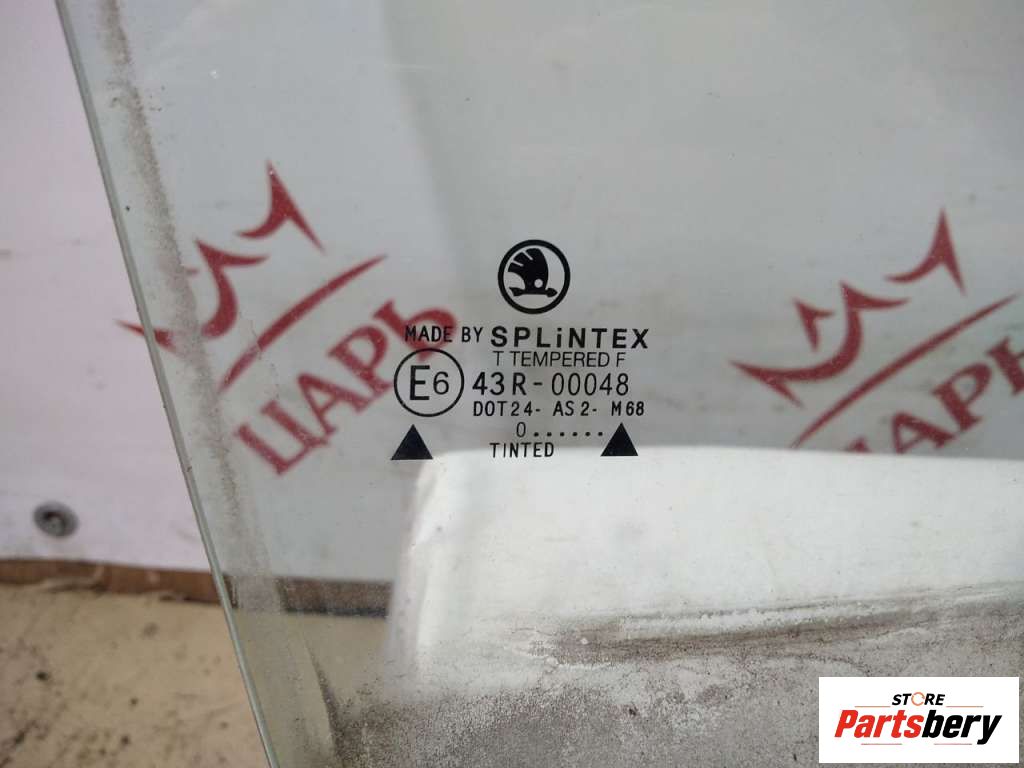 MADE BY SPLiNTEX
T TEMPERED F
E6 43R-00048
DOT24- AS2- M68
0......
TINTED
ЦАРЬ
ЦАРЬ
STORE
Partsbery